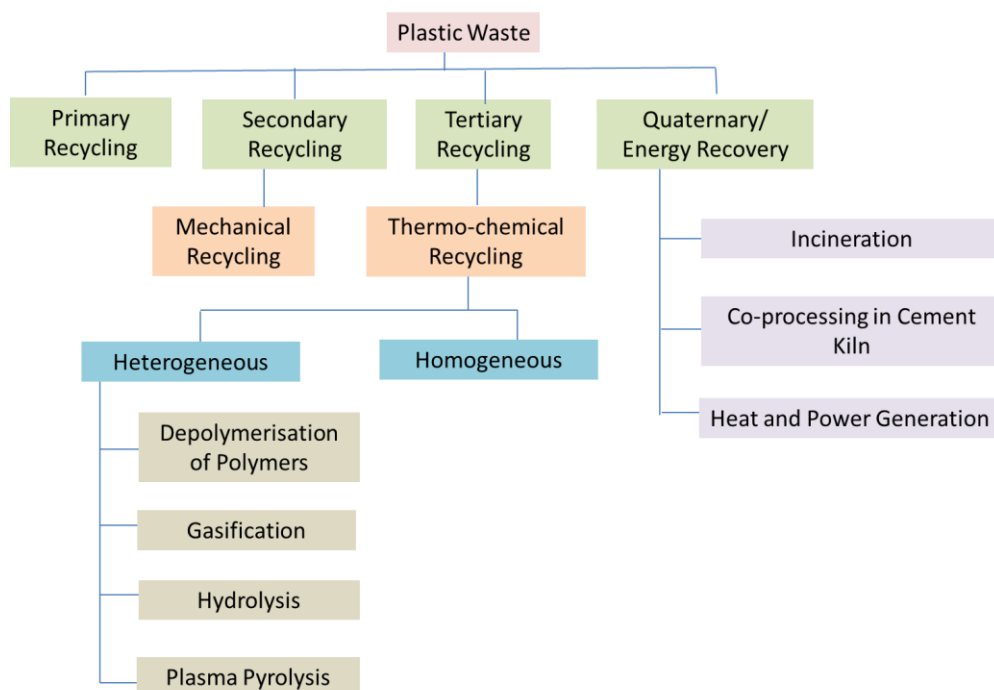 Plastic Waste
Primary
Recycling
Secondary
Recycling
Tertiary
Recycling
Quaternary/
Energy Recovery
Mechanical
Recycling
Thermo-chemical
Recycling
Incineration
Co-processing in Cement
Kiln
Heat and Power Generation
Heterogeneous
Homogeneous
Depolymerisation
of Polymers
Gasification
Hydrolysis
Plasma Pyrolysis